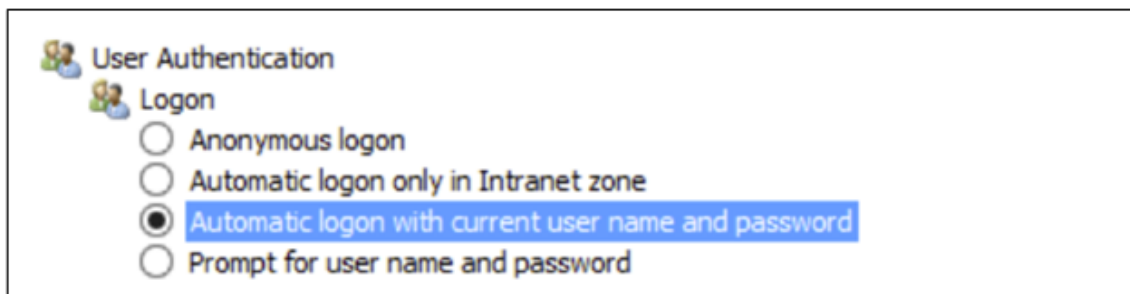 User Authentication
Logon
Anonymous logon
Automatic logon only in Intranet zone
Automatic logon with current user name and password
Prompt for user name and password